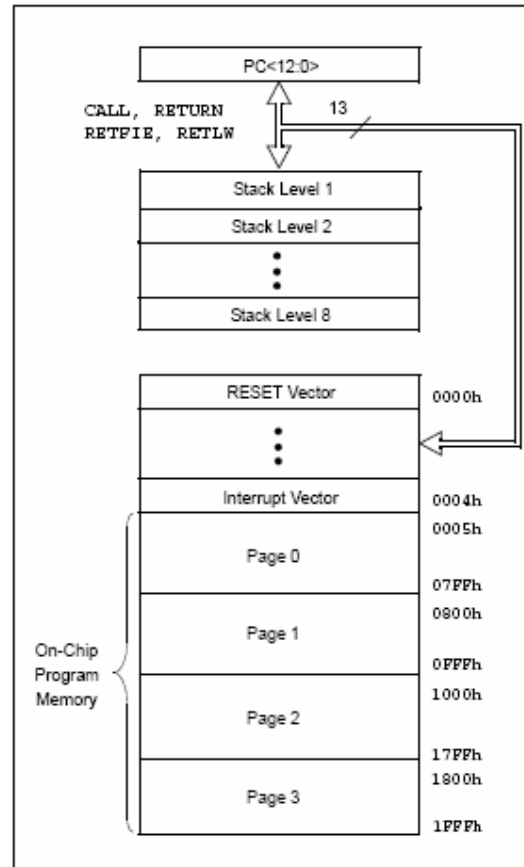 PC<12:0>
CALL, RETURN
RETFIE, RETLW
13
Stack Level 1
Stack Level 2
Stack Level 8
RESET Vector
0000h
Interrupt Vector
0004h
0005h
Page 0
07FFh
0800h
Page 1
0FFFh
On-Chip
Program
Memory
1000h
Page 2
17FFh
1800h
Page 3
1FFFh